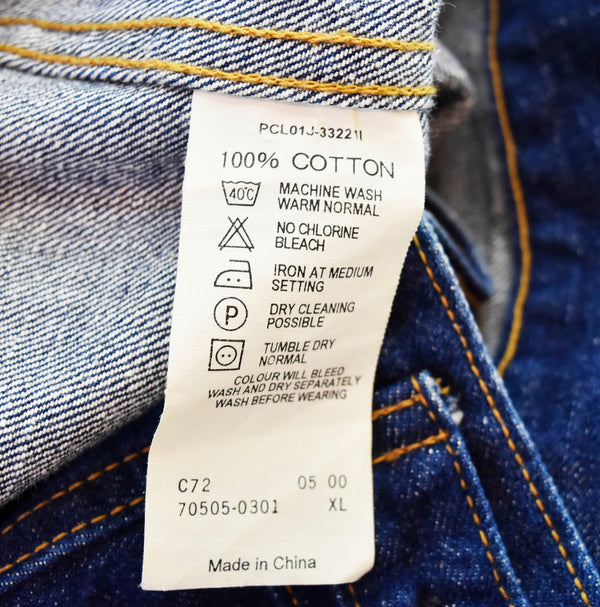 PCL01J-33221I
100% COTTON
40°C
MACHINE WASH
WARM NORMAL
NO CHLORINE
BLEACH
IRON AT MEDIUM
SETTING
P
DRY CLEANING
POSSIBLE
TUMBLE DRY
NORMAL
COLOUR WILL BLEED
WASH AND DRY SEPARATELY
WASH BEFORE WEARING
C72 05 00
70505-0301 XL
Made in China